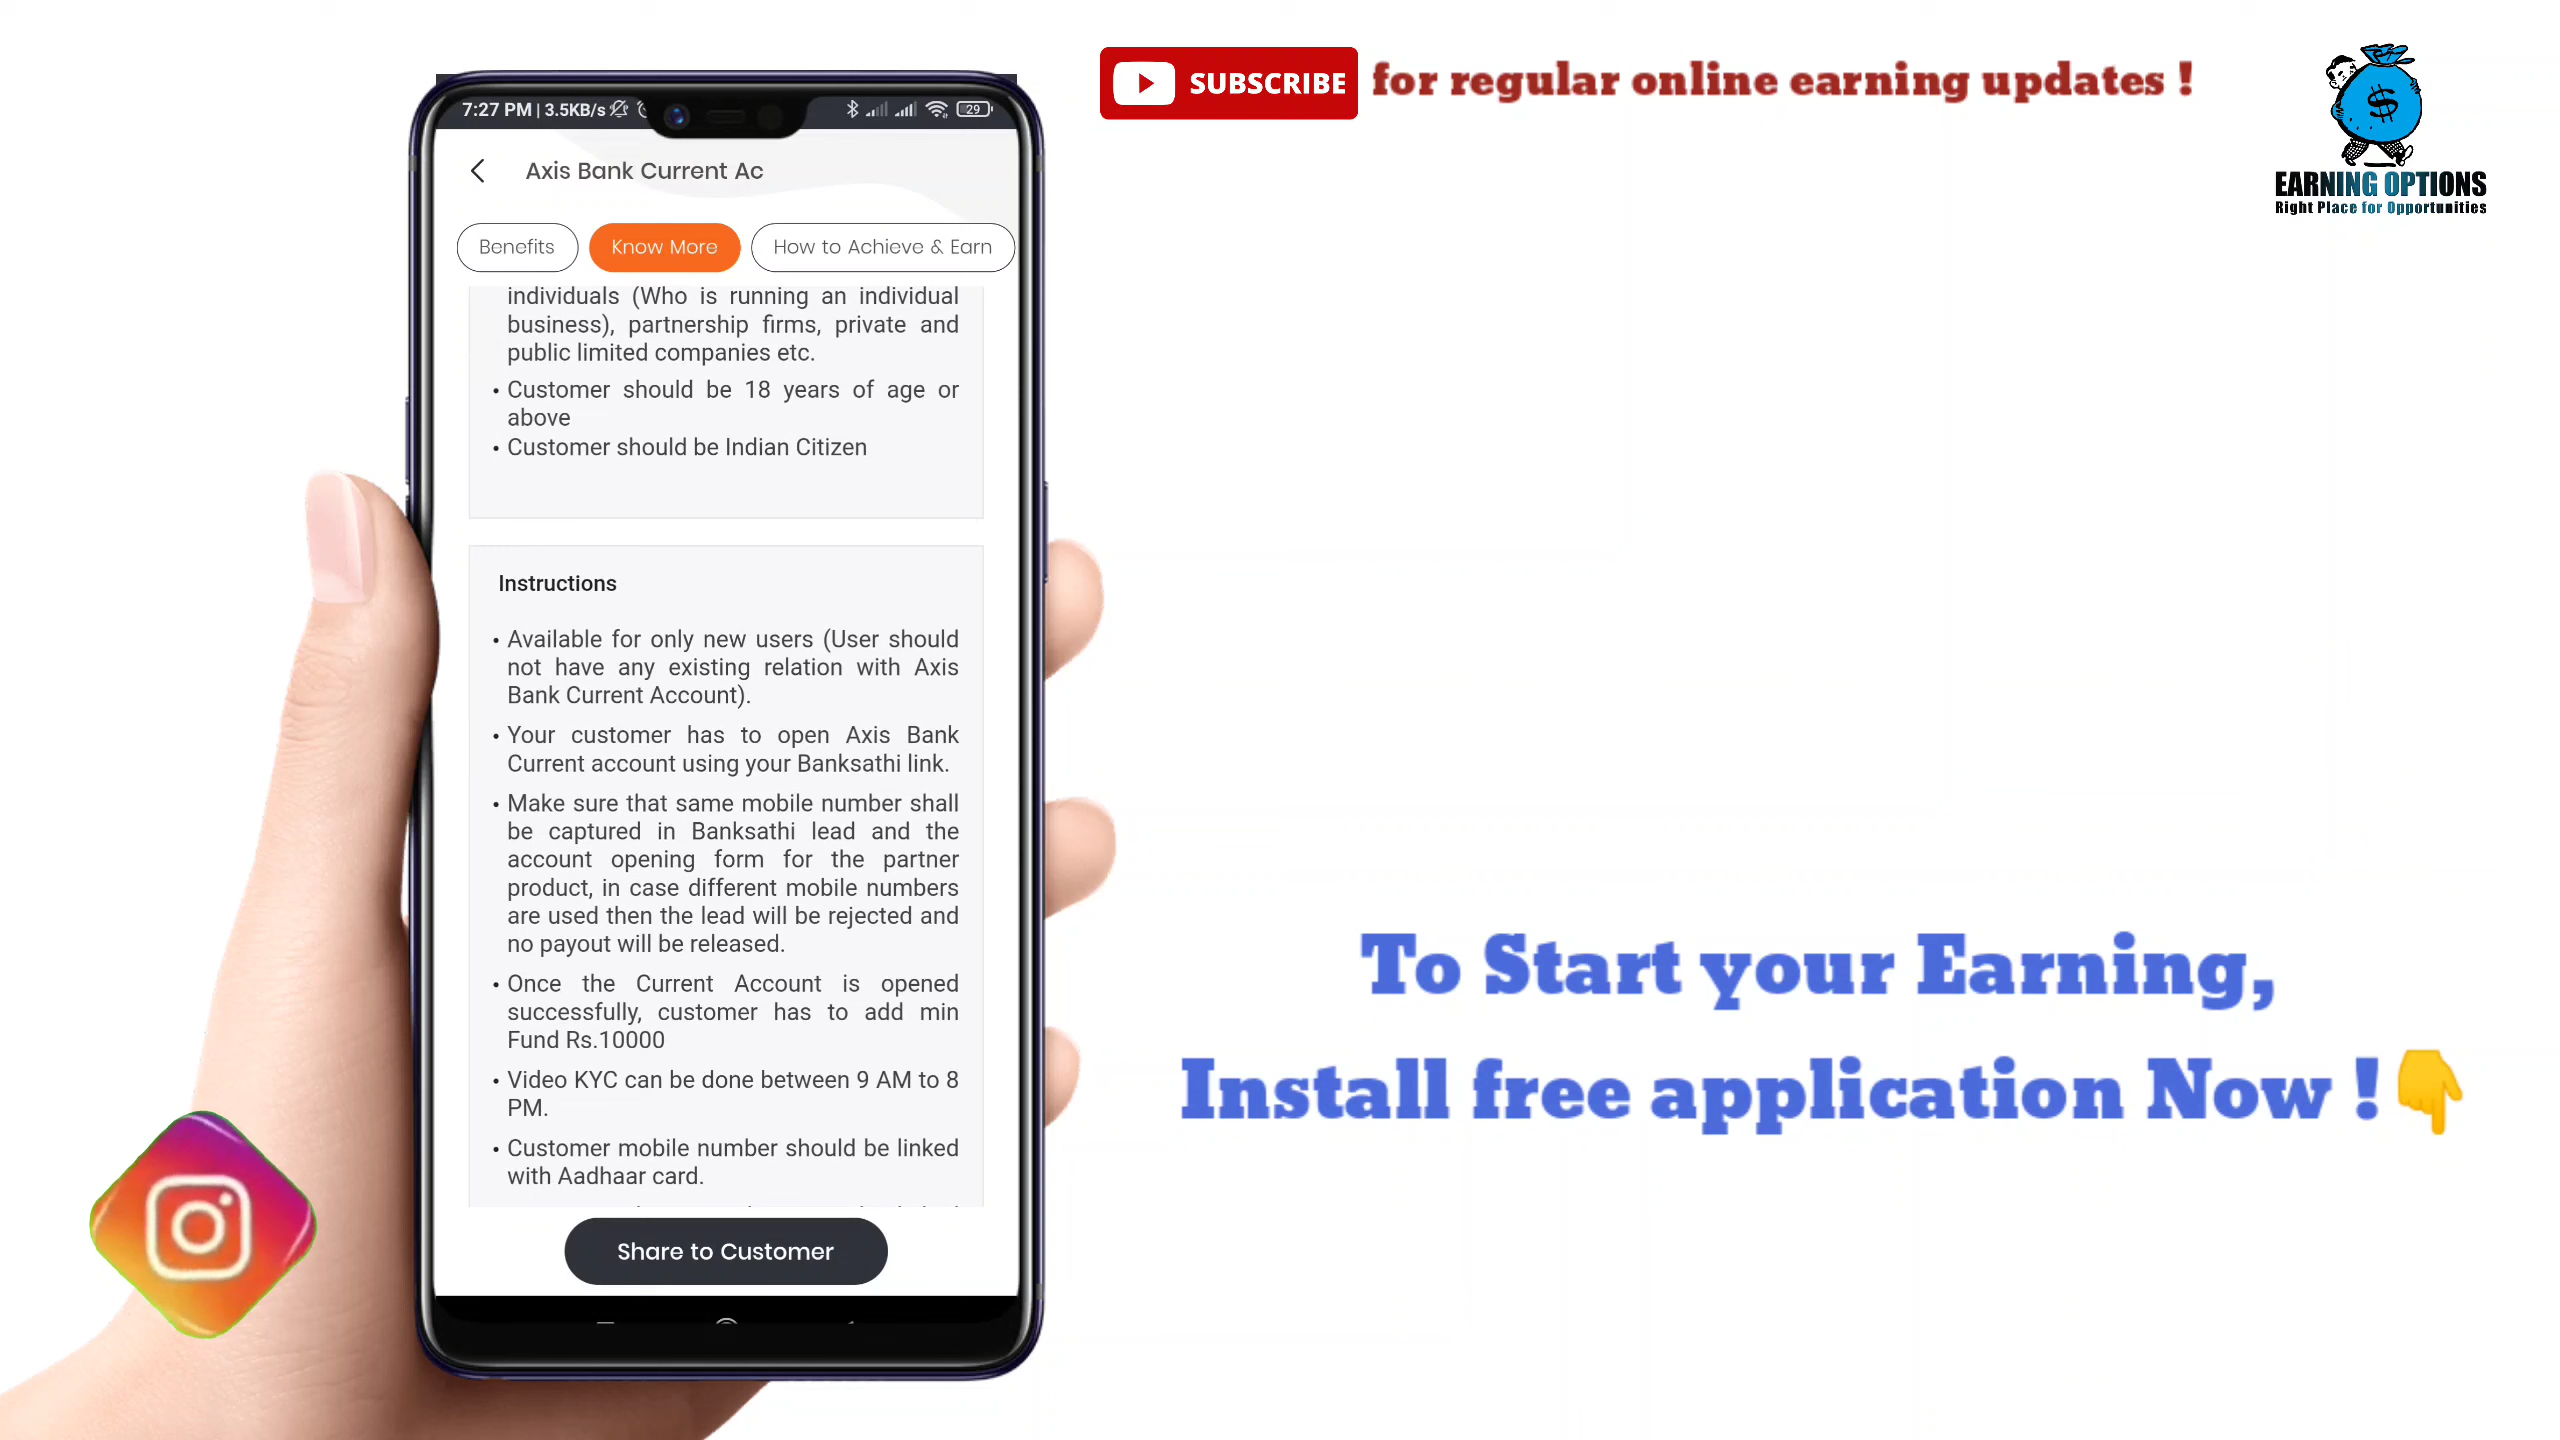 SUBSCRIBE for regular online earning updates !
EARNING OPTIONS
Right Place for Opportunities
7:27 PM | 3.5KB/s
29
Axis Bank Current Ac
Benefits
Know More
How to Achieve & Earn
individuals (Who is running an individual
business), partnership firms, private and
public limited companies etc.
• Customer should be 18 years of age or
above
• Customer should be Indian Citizen
Instructions
• Available for only new users (User should
not have any existing relation with Axis
Bank Current Account).
• Your customer has to open Axis Bank
Current account using your Banksathi link.
• Make sure that same mobile number shall
be captured in Banksathi lead and the
account opening form for the partner
product, in case different mobile numbers
are used then the lead will be rejected and
no payout will be released.
• Once the Current Account is opened
successfully, customer has to add min
Fund Rs.10000
• Video KYC can be done between 9 AM to 8
PM.
• Customer mobile number should be linked
with Aadhaar card.
Share to Customer
To Start your Earning,
Install free application Now !